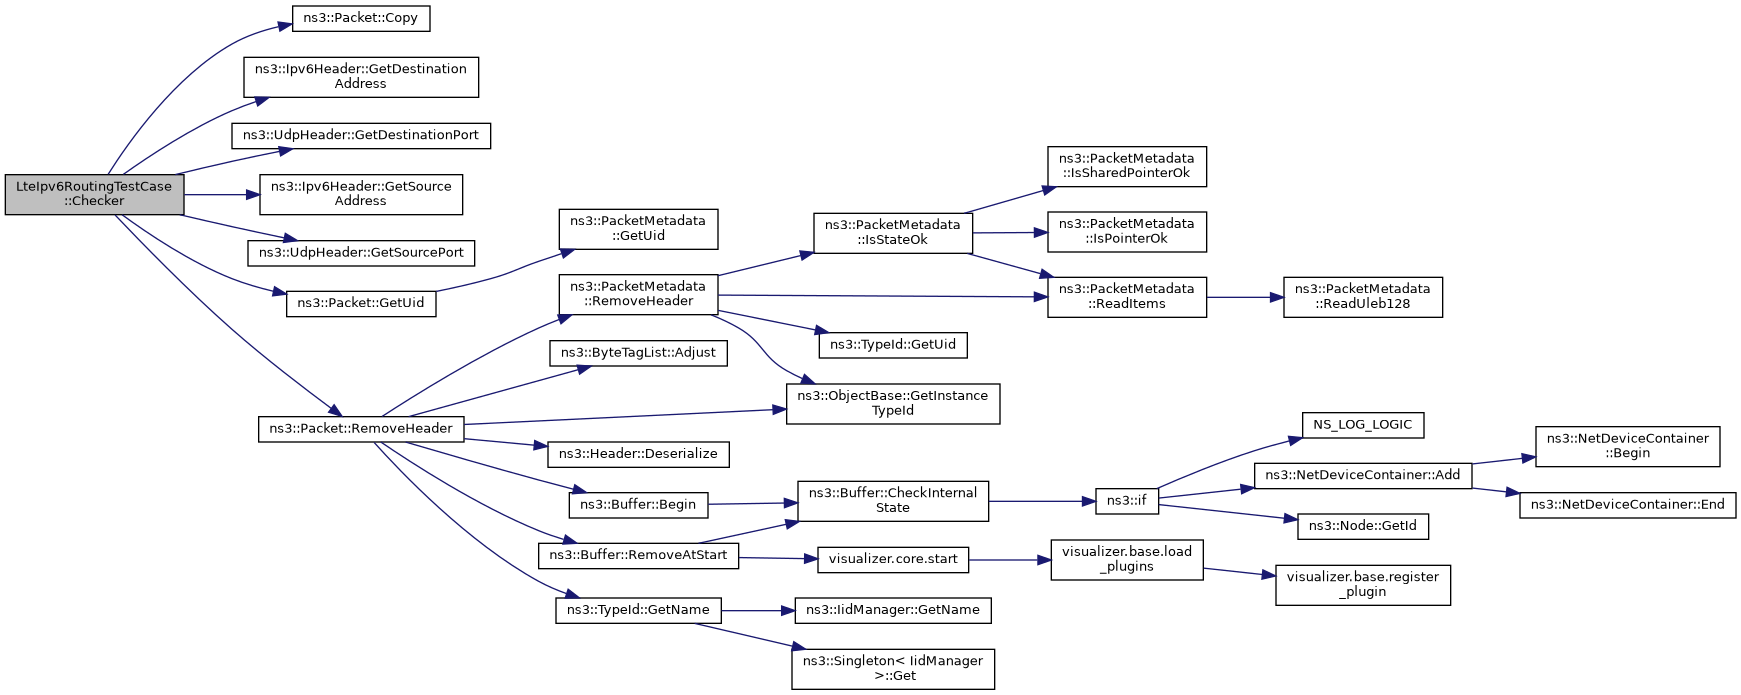 ns3::Packet::Copy
ns3::Ipv6Header::GetDestination
Address
ns3::UdpHeader::GetDestinationPort
LteIpv6RoutingTestCase
::Checker
ns3::Ipv6Header::GetSource
Address
ns3::UdpHeader::GetSourcePort
ns3::Packet::GetUid
ns3::Packet::RemoveHeader
ns3::PacketMetadata
::GetUid
ns3::PacketMetadata
::RemoveHeader
ns3::ByteTagList::Adjust
ns3::Header::Deserialize
ns3::Buffer::Begin
ns3::Buffer::RemoveAtStart
ns3::TypeId::GetName
ns3::PacketMetadata
::IsStateOk
ns3::TypeId::GetUid
ns3::ObjectBase::GetInstance
TypeId
ns3::Buffer::CheckInternal
State
visualizer.core.start
ns3::IidManager::GetName
ns3::Singleton< IidManager
>::Get
ns3::PacketMetadata
::IsSharedPointerOk
ns3::PacketMetadata
::IsPointerOk
ns3::PacketMetadata
::ReadItems
ns3::if
visualizer.base.load
_plugins
ns3::PacketMetadata
::ReadUleb128
NS_LOG_LOGIC
ns3::NetDeviceContainer::Add
ns3::Node::GetId
visualizer.base.register
_plugin
ns3::NetDeviceContainer
::Begin
ns3::NetDeviceContainer::End